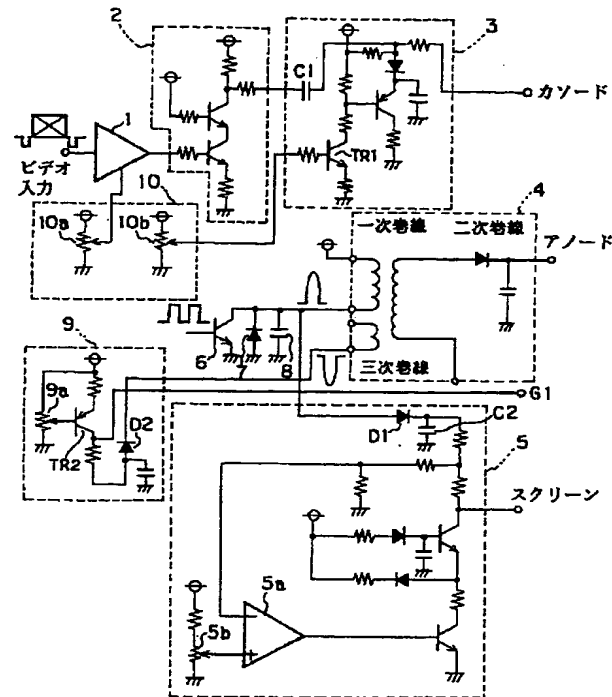 2
3
C1
カソード
1
TR1
ビデオ
入力
10
10a
10b
4
一次巻線
二次巻線
アノード
三次巻線
6
7
8
9
9a
D2
TR2
G1
D1
C2
5
スクリーン
5a
5b